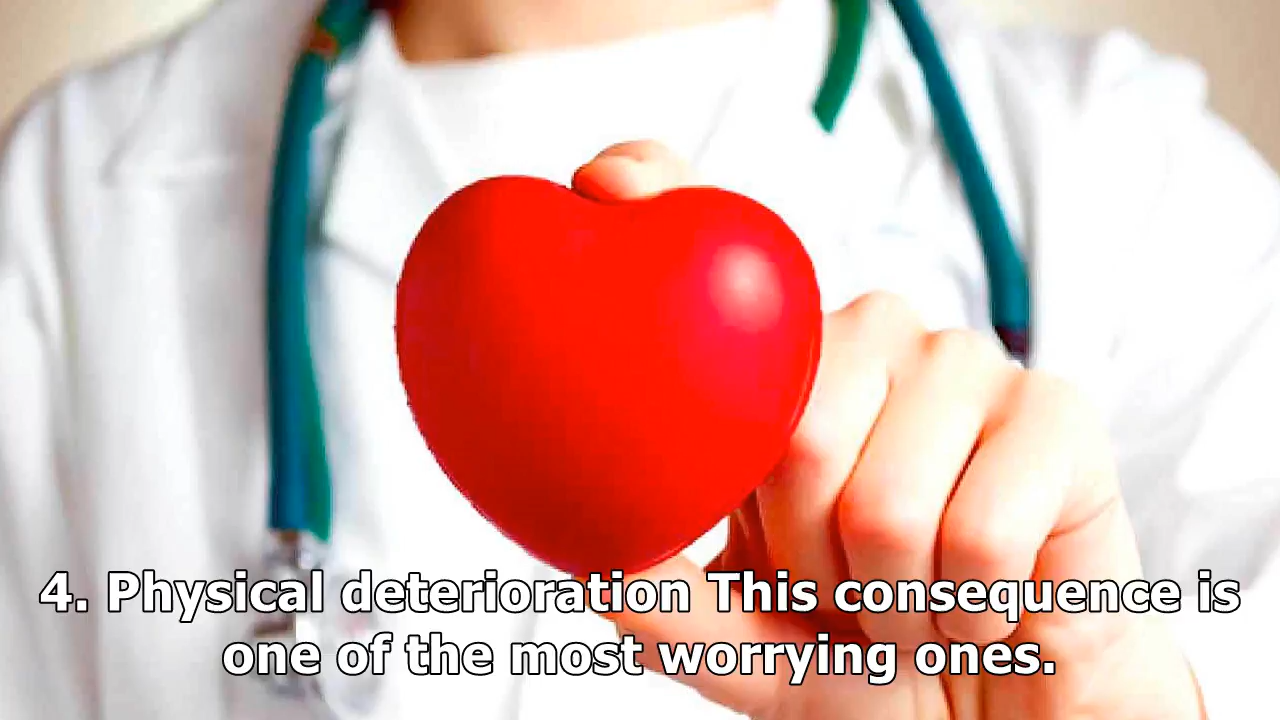 4. Physical deterioration This consequence is
one of the most worrying ones.